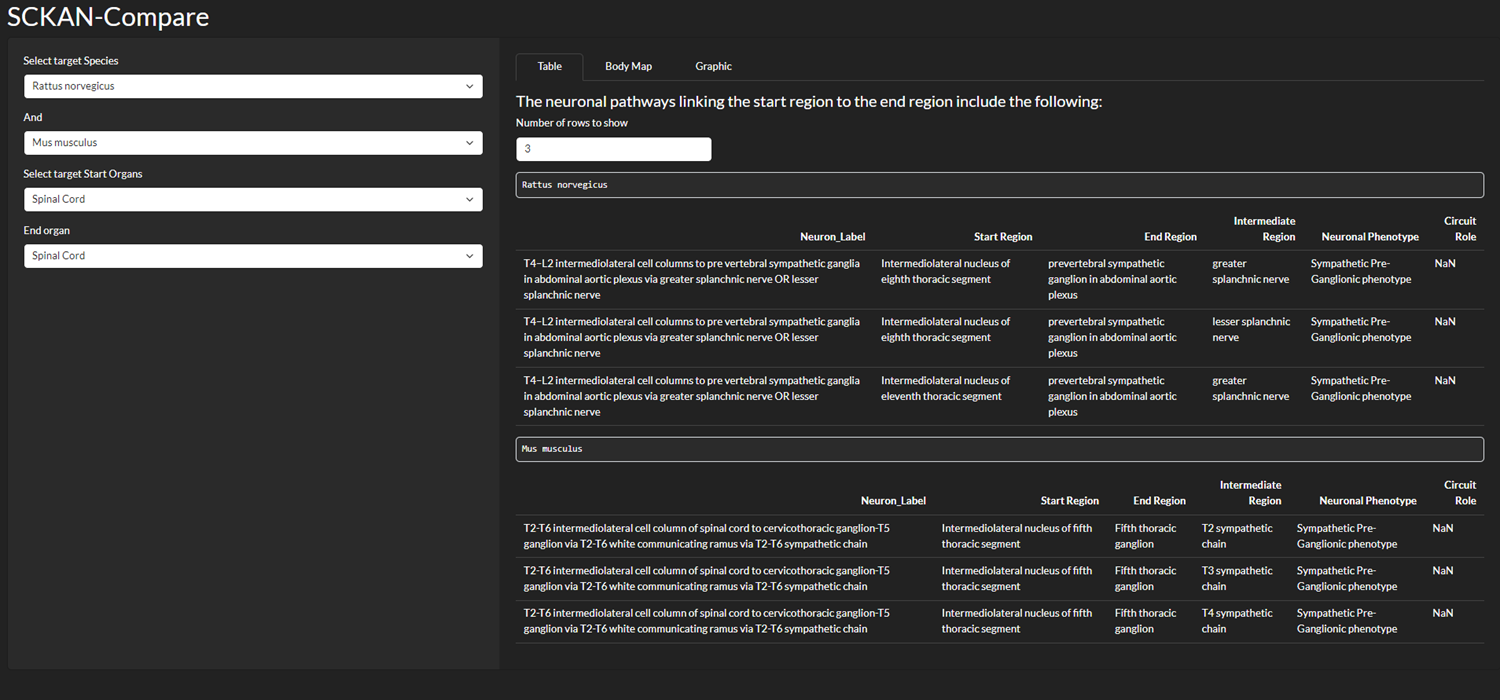 SCKAN-Compare
Select target Species
Rattus norvegicus
And
Mus musculus
Select target Start Organs
Spinal Cord
End organ
Spinal Cord
Table Body Map Graphic
The neuronal pathways linking the start region to the end region include the following:
Number of rows to show
3
Rattus norvegicus
Intermediate Circuit
Neuron_Label Start Region End Region Region Neuronal Phenotype Role
T4–L2 intermediolateral cell columns to pre vertebral sympathetic ganglia Intermediolateral nucleus of prevertebral sympathetic greater Sympathetic Pre- NaN
in abdominal aortic plexus via greater splanchnic nerve OR lesser eighth thoracic segment ganglion in abdominal aortic splanchnic nerve Ganglionic phenotype
splanchnic nerve plexus
T4–L2 intermediolateral cell columns to pre vertebral sympathetic ganglia Intermediolateral nucleus of prevertebral sympathetic lesser splanchnic Sympathetic Pre- NaN
in abdominal aortic plexus via greater splanchnic nerve OR lesser eighth thoracic segment ganglion in abdominal aortic nerve Ganglionic phenotype
splanchnic nerve plexus
T4–L2 intermediolateral cell columns to pre vertebral sympathetic ganglia Intermediolateral nucleus of prevertebral sympathetic greater Sympathetic Pre- NaN
in abdominal aortic plexus via greater splanchnic nerve OR lesser eleventh thoracic segment ganglion in abdominal aortic splanchnic nerve Ganglionic phenotype
splanchnic nerve plexus
Mus musculus
Intermediate Circuit
Neuron_Label Start Region End Region Region Neuronal Phenotype Role
T2-T6 intermediolateral cell column of spinal cord to cervicothoracic ganglion-T5 Intermediolateral nucleus of fifth Fifth thoracic T2 sympathetic Sympathetic Pre- NaN
ganglion via T2-T6 white communicating ramus via T2-T6 sympathetic chain thoracic segment ganglion chain Ganglionic phenotype
T2-T6 intermediolateral cell column of spinal cord to cervicothoracic ganglion-T5 Intermediolateral nucleus of fifth Fifth thoracic T3 sympathetic Sympathetic Pre- NaN
ganglion via T2-T6 white communicating ramus via T2-T6 sympathetic chain thoracic segment ganglion chain Ganglionic phenotype
T2-T6 intermediolateral cell column of spinal cord to cervicothoracic ganglion-T5 Intermediolateral nucleus of fifth Fifth thoracic T4 sympathetic Sympathetic Pre- NaN
ganglion via T2-T6 white communicating ramus via T2-T6 sympathetic chain thoracic segment ganglion chain Ganglionic phenotype